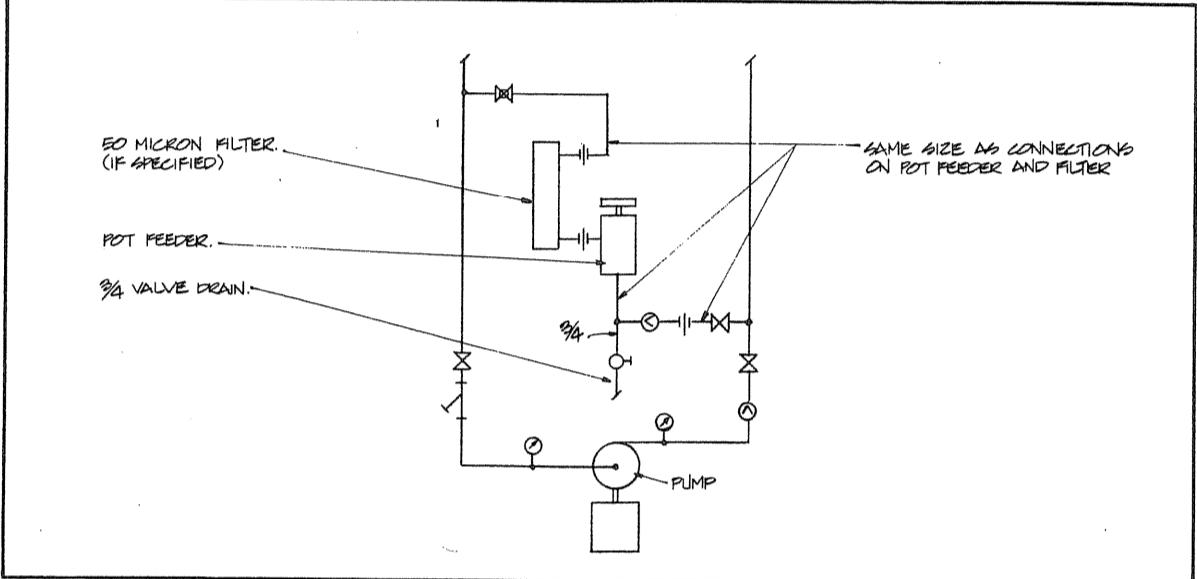 50 MICRON FILTER.
(IF SPECIFIED)
SAME SIZE AS CONNECTIONS
ON POT FEEDER AND FILTER
POT FEEDER.
3/4 VALVE DRAIN.
3/4
PUMP